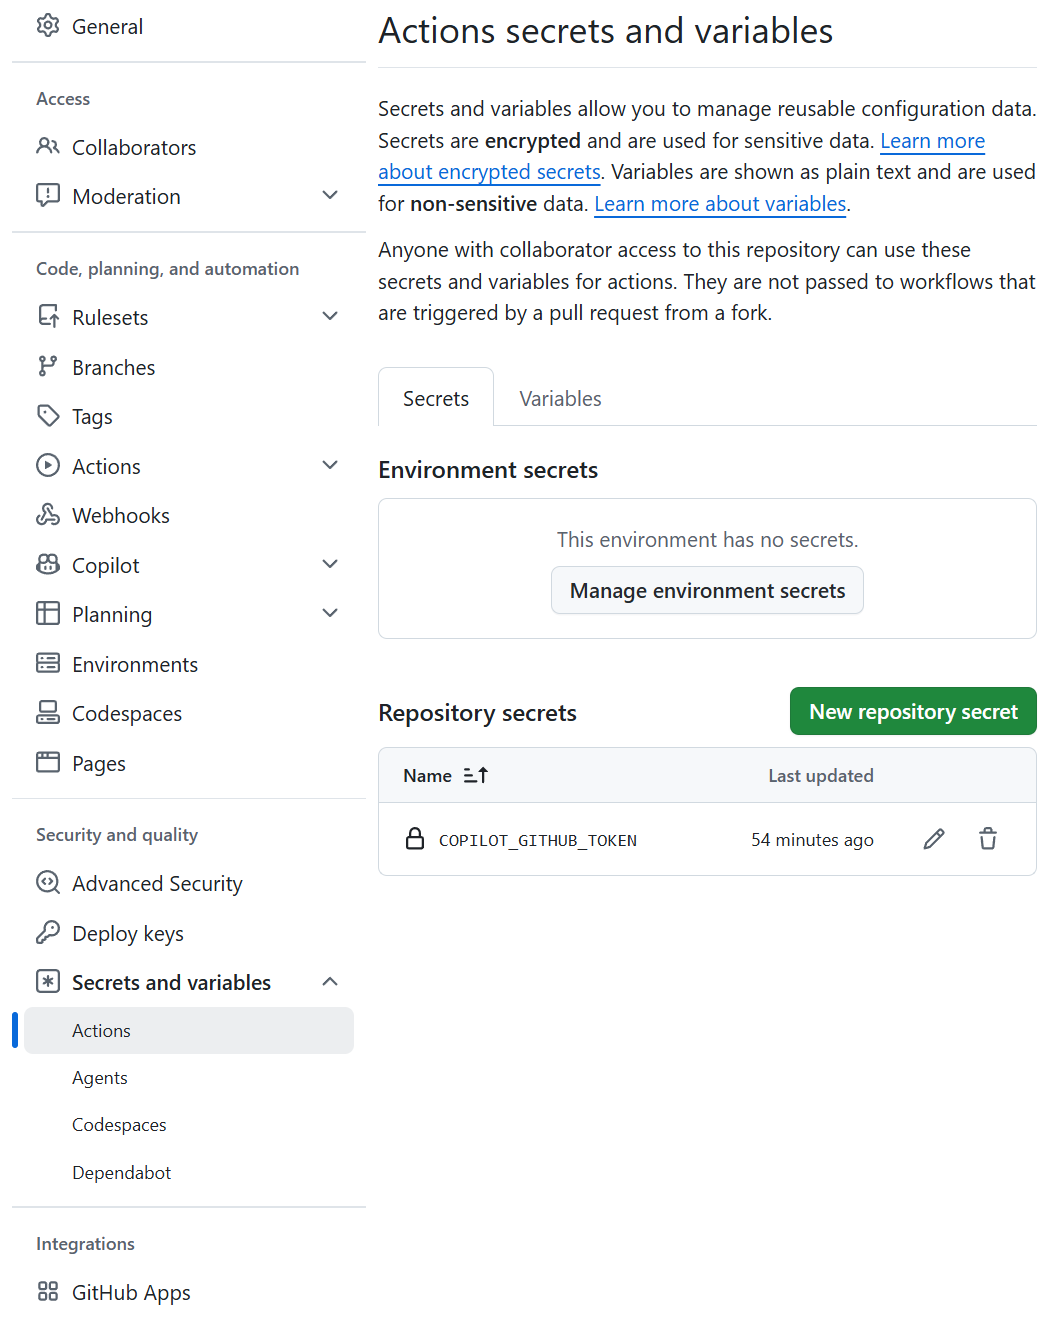 General
Access
Collaborators
Moderation
Code, planning, and automation
Rulesets
Branches
Tags
Actions
Webhooks
Copilot
Planning
Environments
Codespaces
Pages
Security and quality
Advanced Security
Deploy keys
Secrets and variables
Actions
Agents
Codespaces
Dependabot
Integrations
GitHub Apps
Actions secrets and variables
Secrets and variables allow you to manage reusable configuration data.
Secrets are encrypted and are used for sensitive data. Learn more
about encrypted secrets. Variables are shown as plain text and are used
for non-sensitive data. Learn more about variables.
Anyone with collaborator access to this repository can use these
secrets and variables for actions. They are not passed to workflows that
are triggered by a pull request from a fork.
Secrets Variables
Environment secrets
This environment has no secrets.
Manage environment secrets
Repository secrets New repository secret
Name Last updated
COPILOT_GITHUB_TOKEN 54 minutes ago